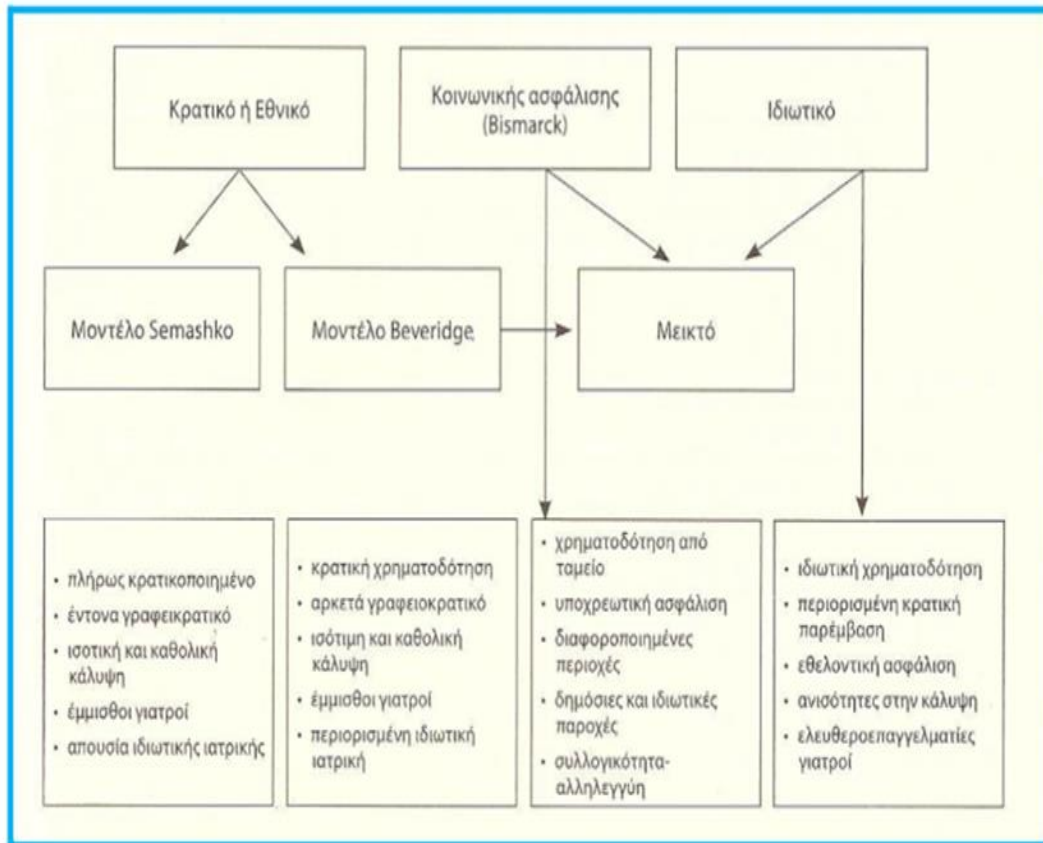 Κρατικό ή Εθνικό
Κοινωνικής ασφάλισης
(Bismarck)
Ιδιωτικό
Μοντέλο Semashko
Μοντέλο Beveridge
Μεικτό
• πλήρως κρατικοποιημένο
• έντονα γραφεικρατικό
• ισοτική και καθολική
κάλυψη
• έμμισθοι γιατροί
• απουσία ιδιωτικής ιατρικής
• κρατική χρηματοδότηση
• αρκετά γραφειοκρατικό
• ισότιμη και καθολική
κάλυψη
• έμμισθοι γιατροί
• περιορισμένη ιδιωτική
ιατρική
• χρηματοδότηση από
ταμείο
• υποχρεωτική ασφάλιση
• διαφοροποιημένες
περιοχές
• δημόσιες και ιδιωτικές
παροχές
• συλλογικότητα-
αλληλεγγύη
• ιδιωτική χρηματοδότηση
• περιορισμένη κρατική
παρέμβαση
• εθελοντική ασφάλιση
• ανισότητες στην κάλυψη
• ελευθεροεπαγγελματίες
γιατροί